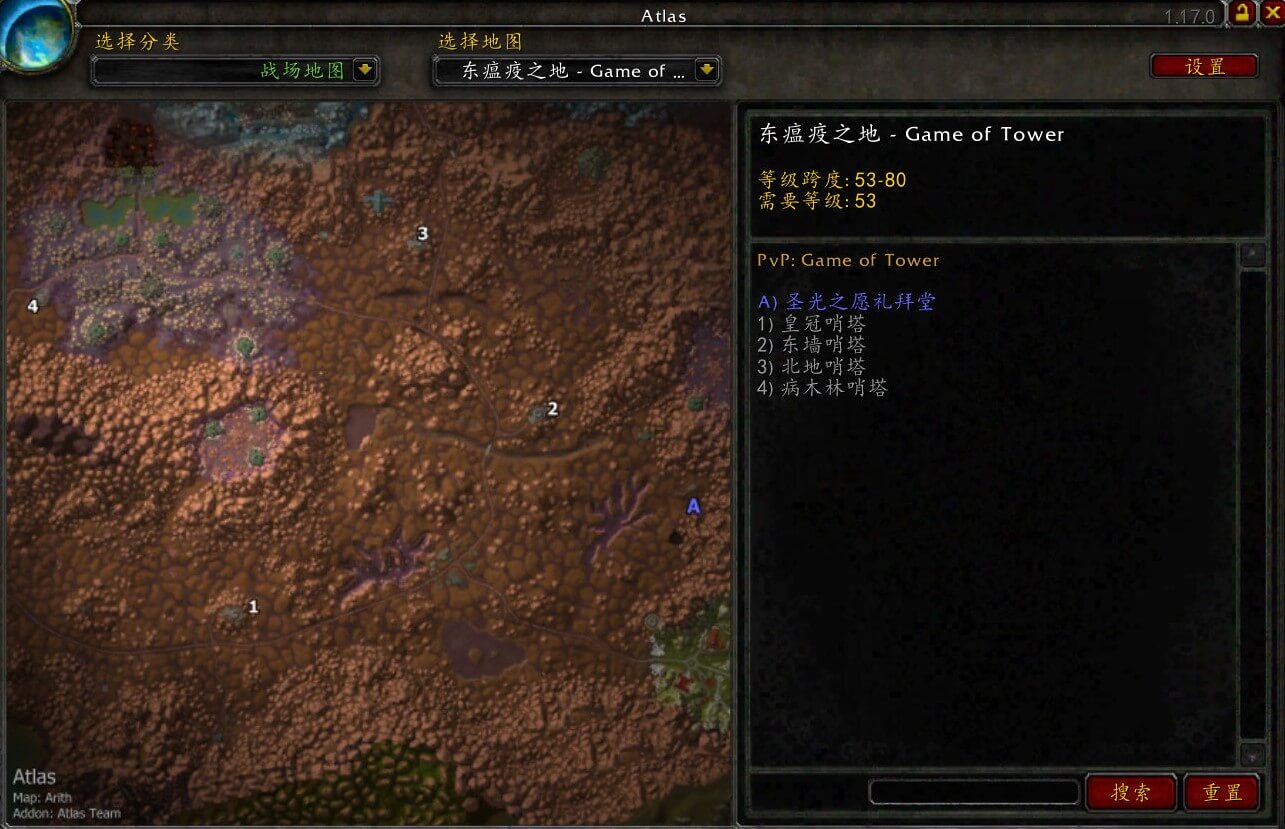 Atlas
1.17.0
选择分类
选择地图
战场地图
东瘟疫之地 - Game of ...
设置
东瘟疫之地 - Game of Tower
等级跨度: 53-80
需要等级: 53
PvP: Game of Tower
A) 圣光之愿礼拜堂
1) 皇冠哨塔
2) 东墙哨塔
3) 北地哨塔
4) 病木林哨塔
3
4
2
A
1
Atlas
Map: Arith
Addon: Atlas Team
搜索
重置